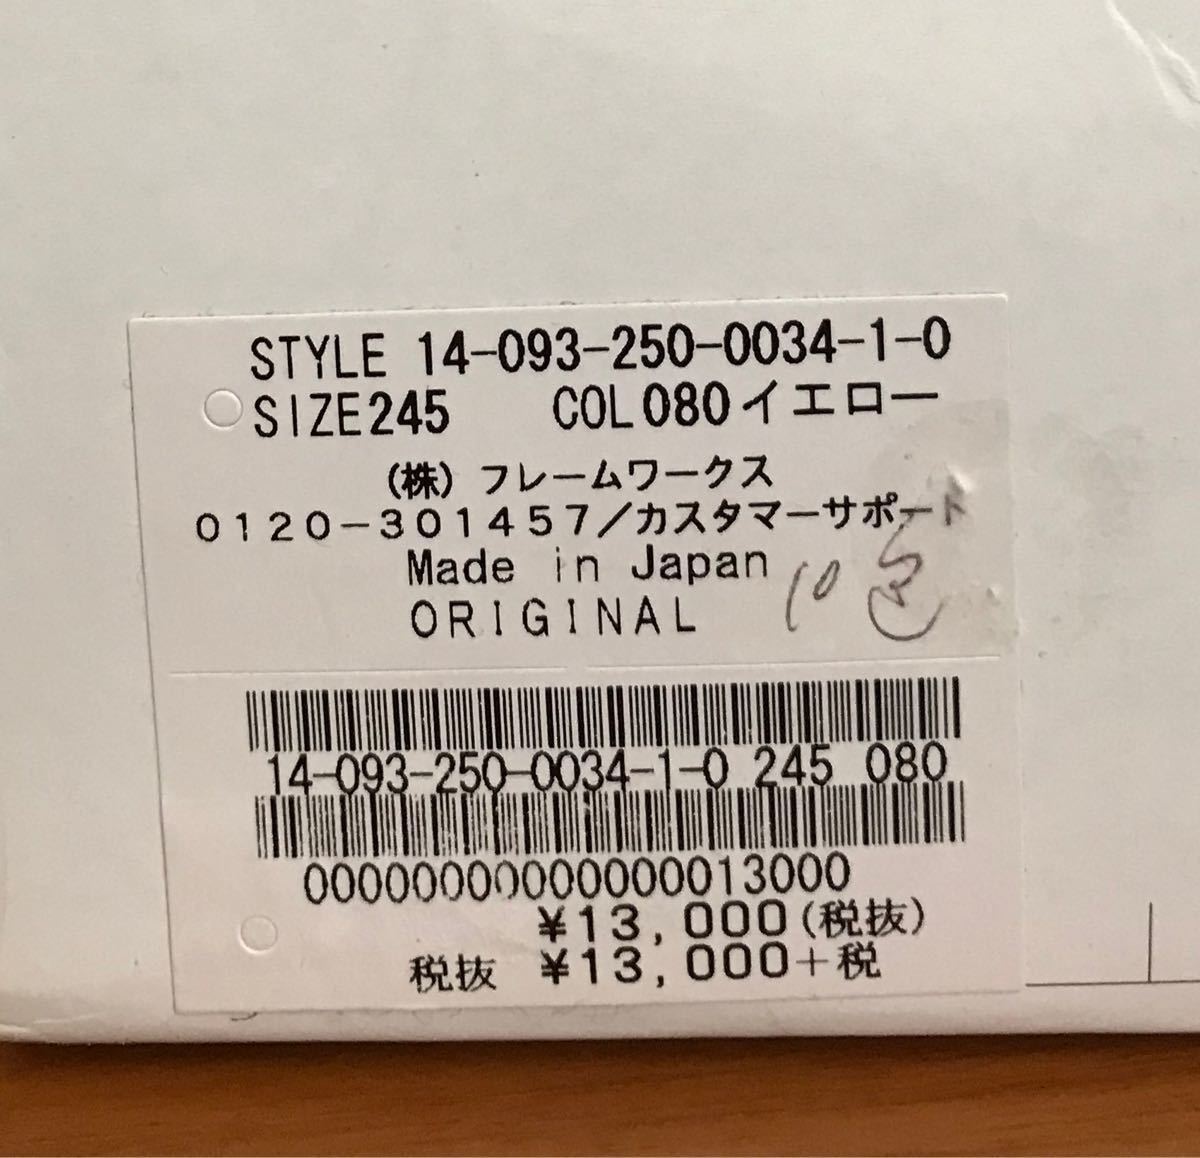 STYLE 14-093-250-0034-1-0
SIZE245 COL080イエロー
(株)フレームワークス
0120-301457/カスタマーサポート
Made in Japan
ORIGINAL
10
14-093-250-0034-1-0 245 080
000000000000000013000
¥13,000(税抜)
税抜 ¥13,000+税